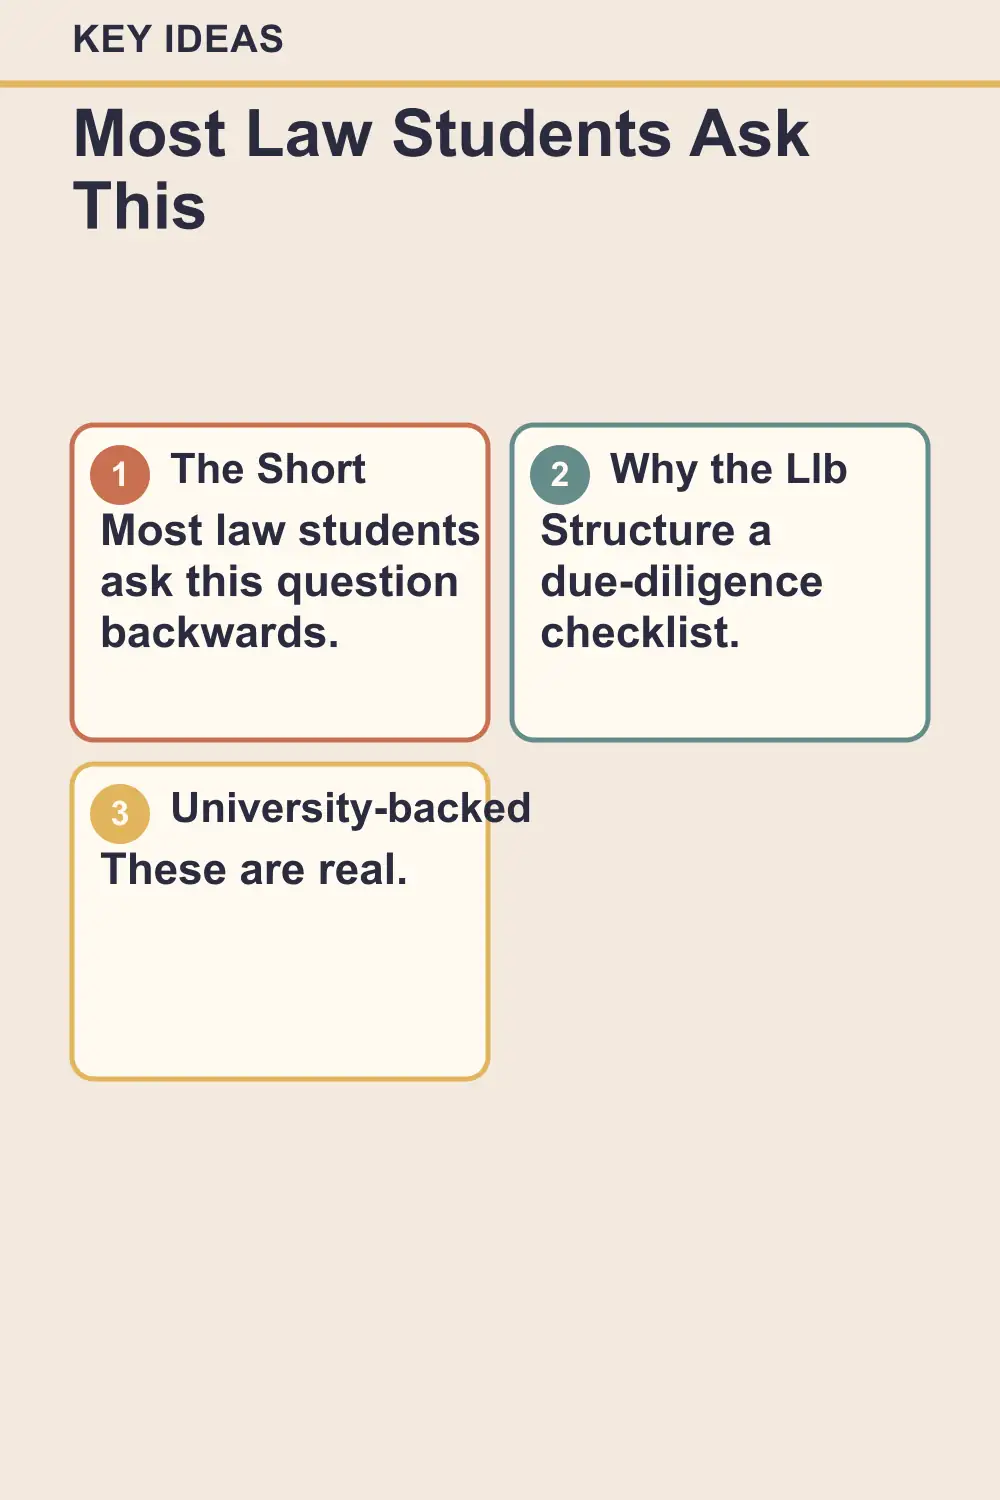 KEY IDEAS
Most Law Students Ask
This
1 The Short
Most law students
ask this question
backwards.
2 Why the Llb
Structure a
due-diligence
checklist.
3 University-backed
These are real.